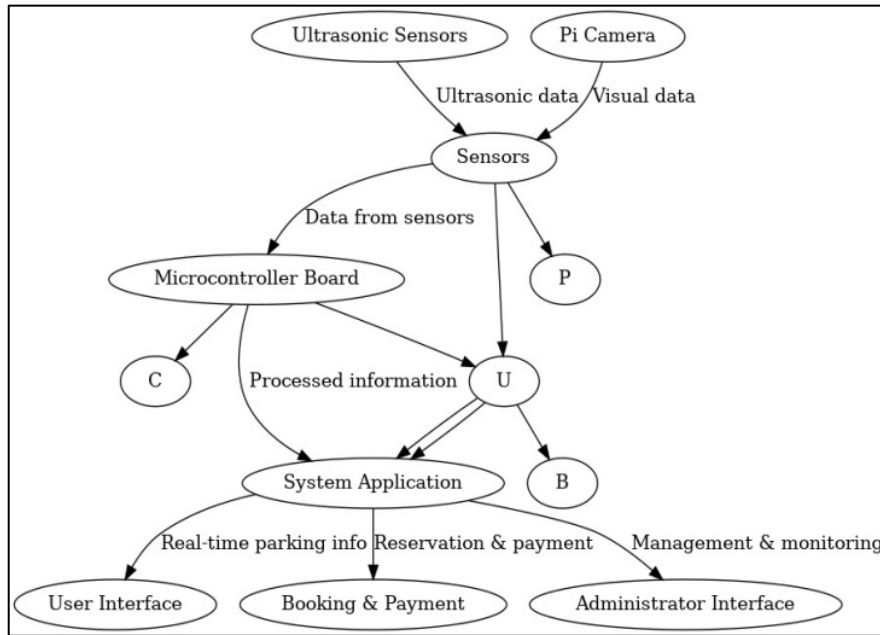 Ultrasonic Sensors
Pi Camera
Ultrasonic data
Visual data
Sensors
Data from sensors
Microcontroller Board
P
C
Processed information
U
System Application
B
Real-time parking info
Reservation & payment
Management & monitoring
User Interface
Booking & Payment
Administrator Interface